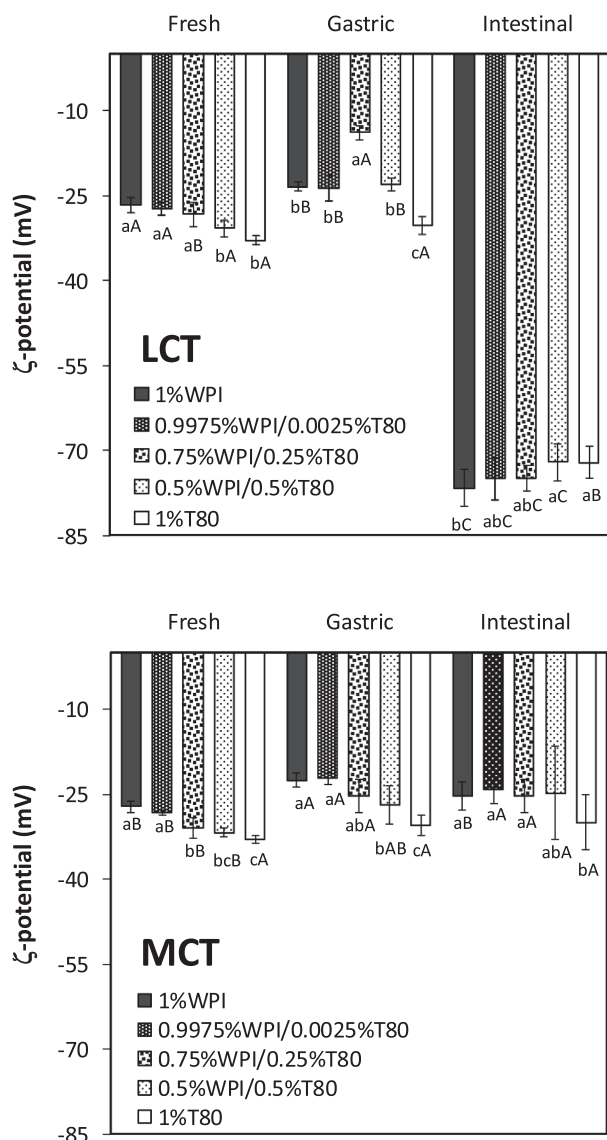 Fresh Gastric Intestinal
-10
-25
-40
-55
-70
-85
ζ-potential (mV)
aA aA aB bA bA
bB bB aA bB cA
bC abC abC aC aB
LCT
1%WPI
0.9975%WPI/0.0025%T80
0.75%WPI/0.25%T80
0.5%WPI/0.5%T80
1%T80
Fresh Gastric Intestinal
-10
-25
-40
-55
-70
-85
ζ-potential (mV)
aB aB bB bcB cA
aA aA abA bAB cA
aB aA aA abA bA
MCT
1%WPI
0.9975%WPI/0.0025%T80
0.75%WPI/0.25%T80
0.5%WPI/0.5%T80
1%T80